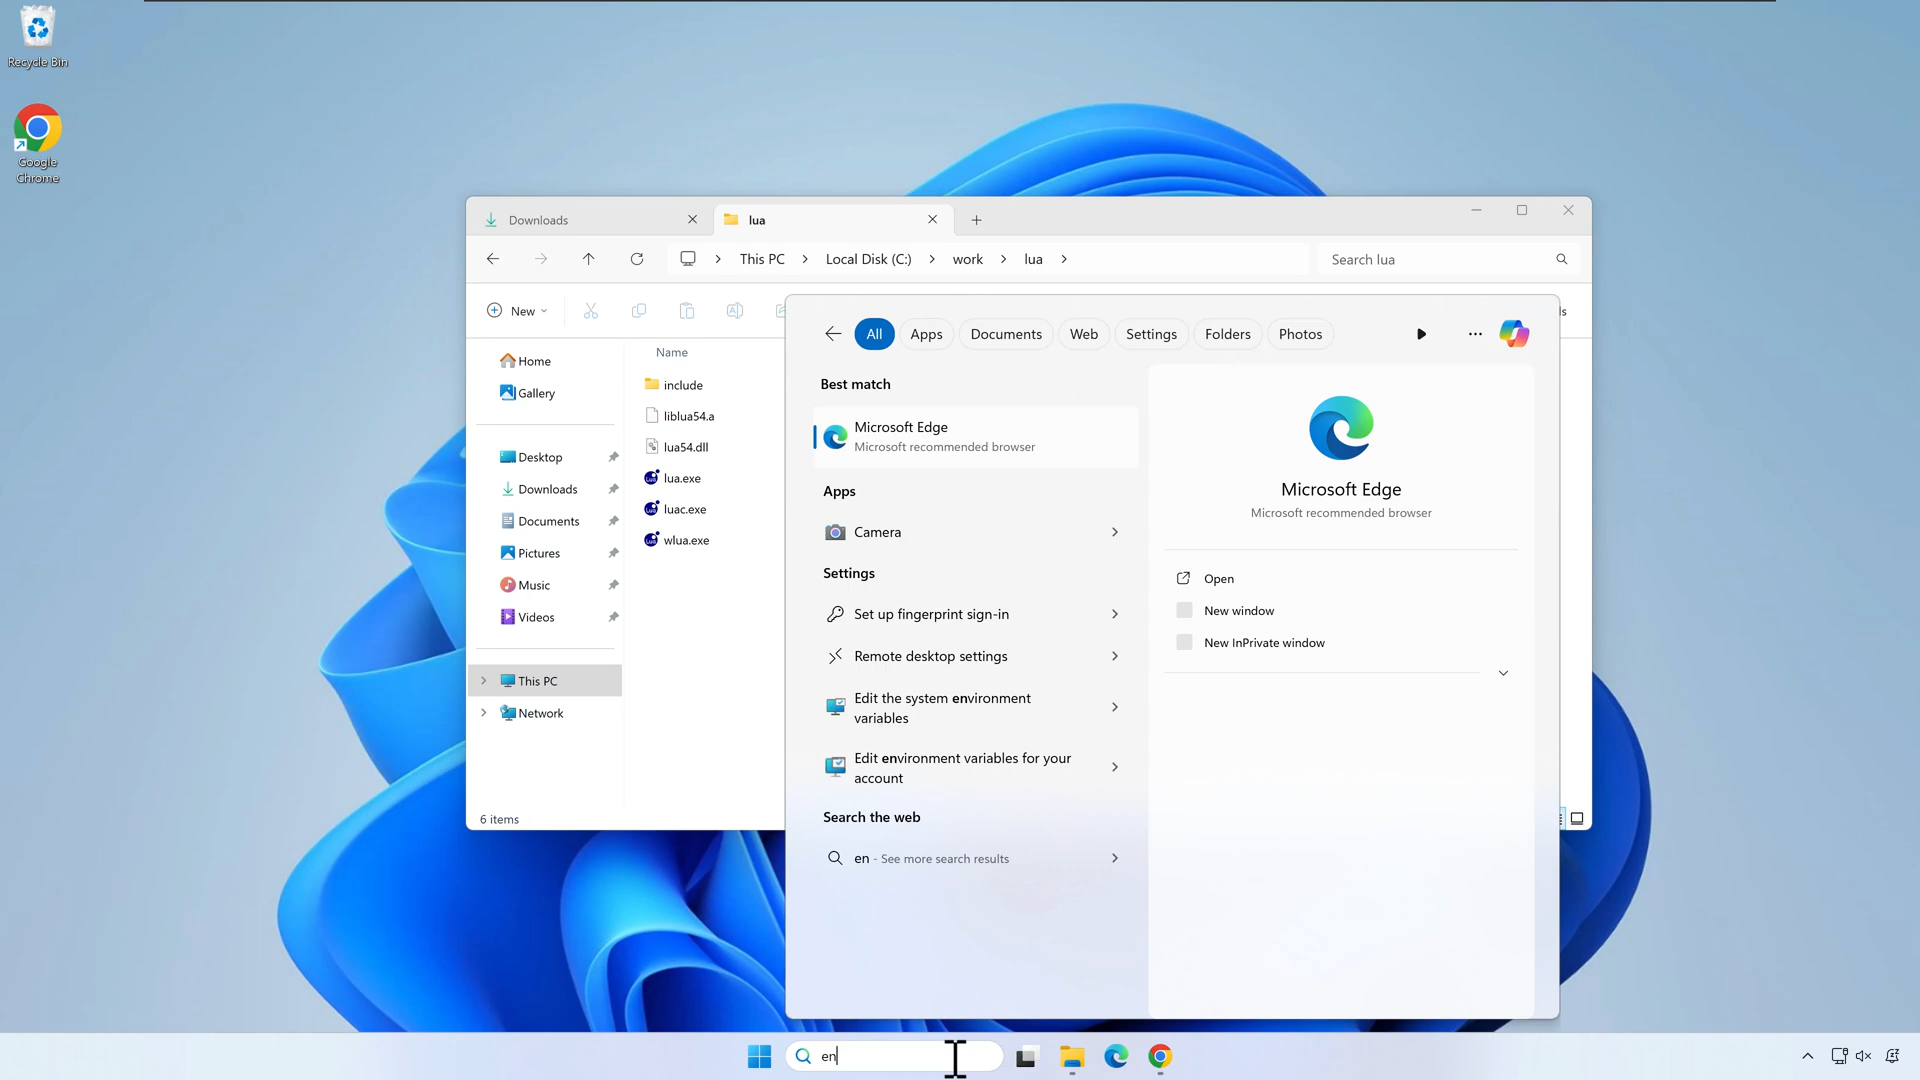 Recycle Bin
Google
Chrome
Downloads
lua
This PC
Local Disk (C:)
work
lua
Search lua
New
Home
Gallery
Desktop
Downloads
Documents
Pictures
Music
Videos
This PC
Network
6 items
Name
include
liblua54.a
lua54.dll
lua.exe
luac.exe
wlua.exe
All
Apps
Documents
Web
Settings
Folders
Photos
Best match
Microsoft Edge
Microsoft recommended browser
Apps
Camera
Settings
Set up fingerprint sign-in
Remote desktop settings
Edit the system environment
variables
Edit environment variables for your
account
Search the web
en - See more search results
Microsoft Edge
Microsoft recommended browser
Open
New window
New InPrivate window
en